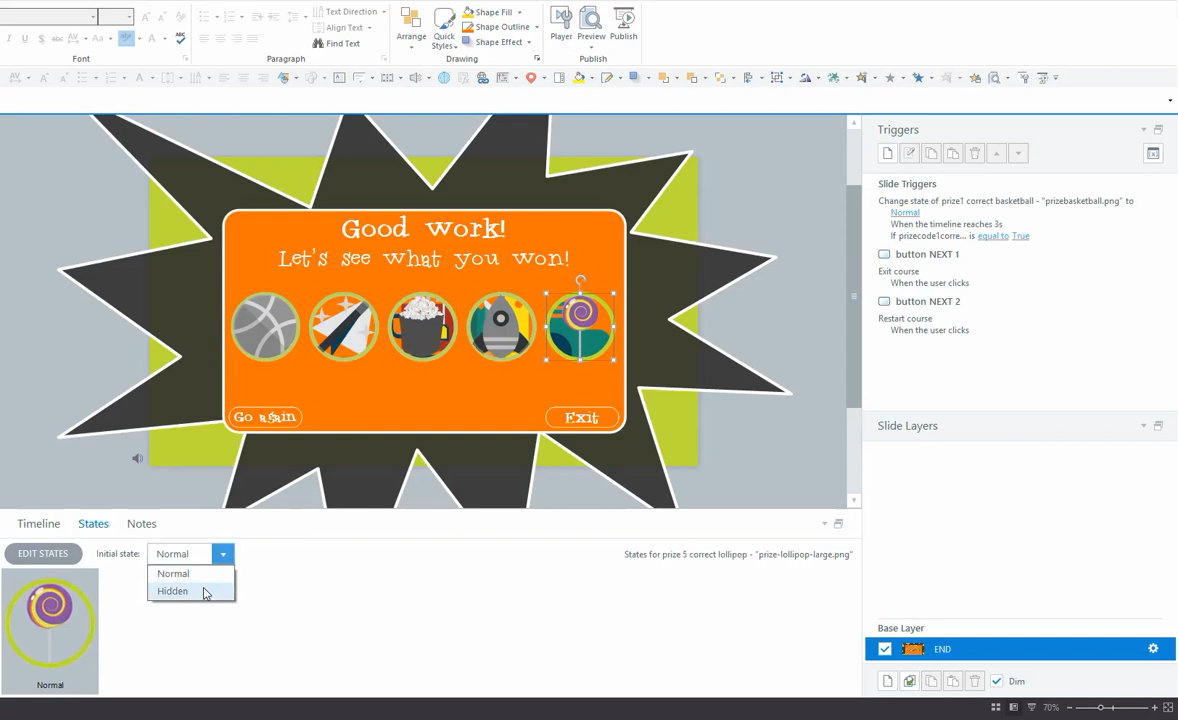 Text Direction
Align Text
Find Text
Arrange
Quick
Styles
Shape Fill
Shape Outline
Shape Effect
Player
Preview
Publish
Font
Paragraph
Drawing
Publish
Good work!
Let's see what you won!
Go again
Exit
Triggers
Slide Triggers
Change state of prize1 correct basketball - "prizebasketball.png" to
Normal
When the timeline reaches 3s
If prizecode1corre... is equal to True
button NEXT 1
Exit course
When the user clicks
button NEXT 2
Restart course
When the user clicks
Slide Layers
Base Layer
END
Dim
Timeline
States
Notes
EDIT STATES
Initial state:
Normal
States for prize 5 correct lollipop - "prize-lollipop-large.png"
Normal
Hidden
Normal
70%